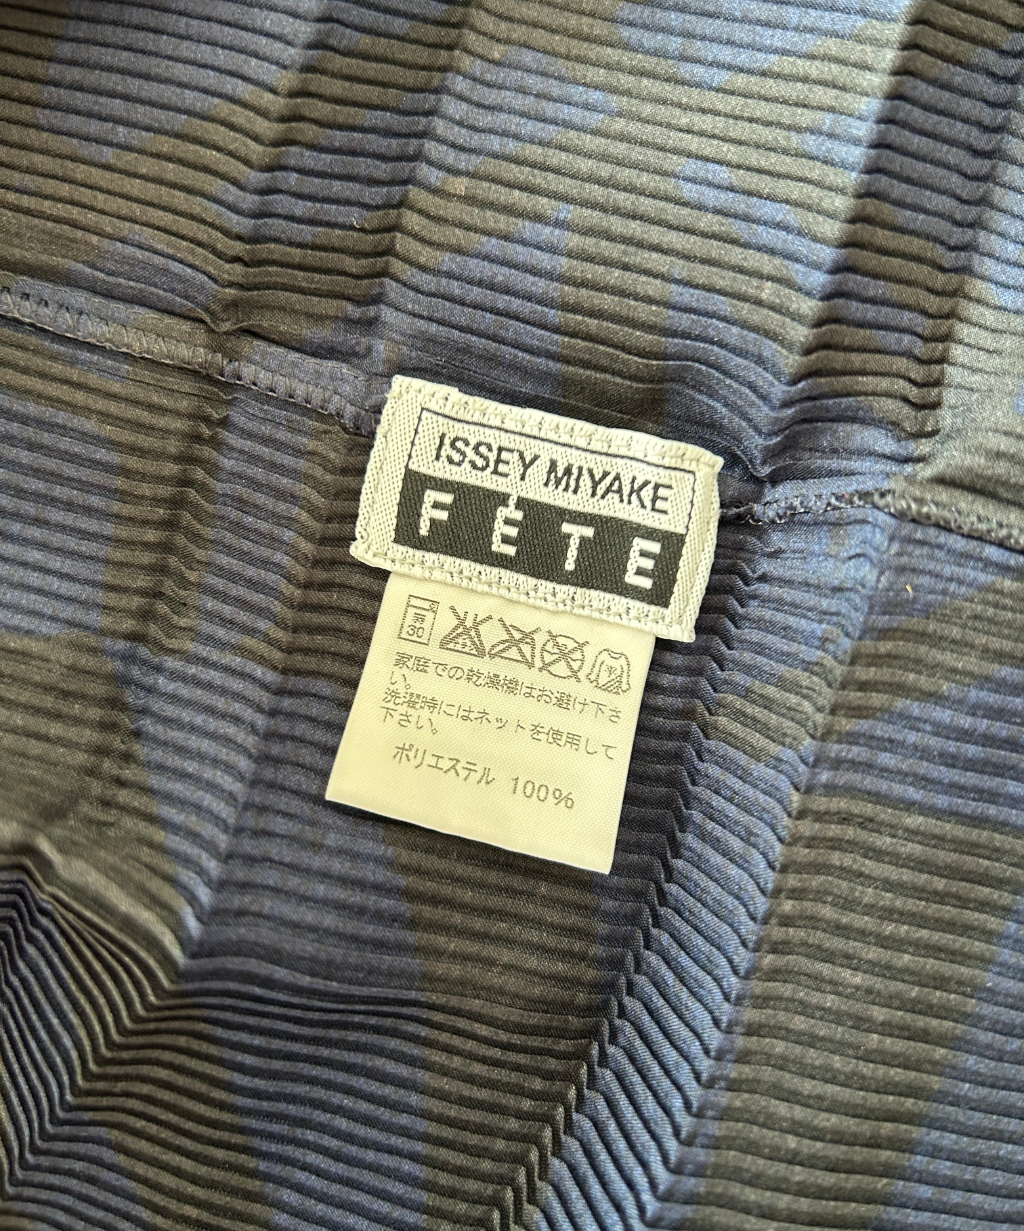 ISSEY MIYAKE
FÊTE
30
家庭での乾燥機はお避け下さ
い。
洗濯時にはネットを使用して
下さい。
ポリエステル 100%